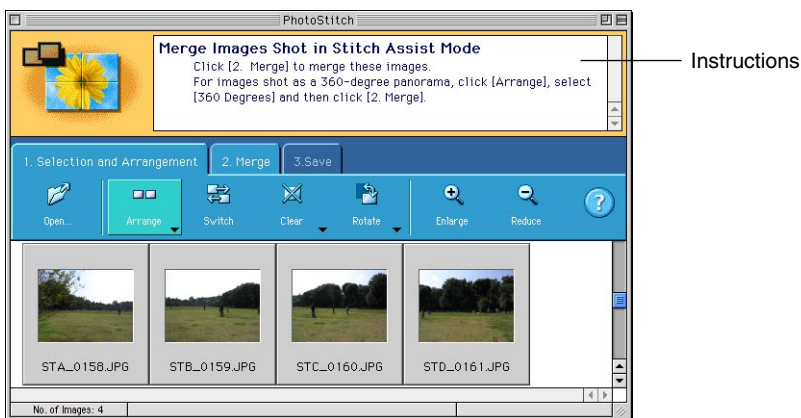 PhotoStitch
Merge Images Shot in Stitch Assist Mode
Click [2. Merge] to merge these images.
For images shot as a 360-degree panorama, click [Arrange], select
[360 Degrees] and then click [2. Merge].
Instructions
1. Selection and Arrangement 2. Merge 3.Save
Open... Arrange Switch Clear Rotate Enlarge Reduce ?
STA_0158.JPG STB_0159.JPG STC_0160.JPG STD_0161.JPG
No. of Images: 4